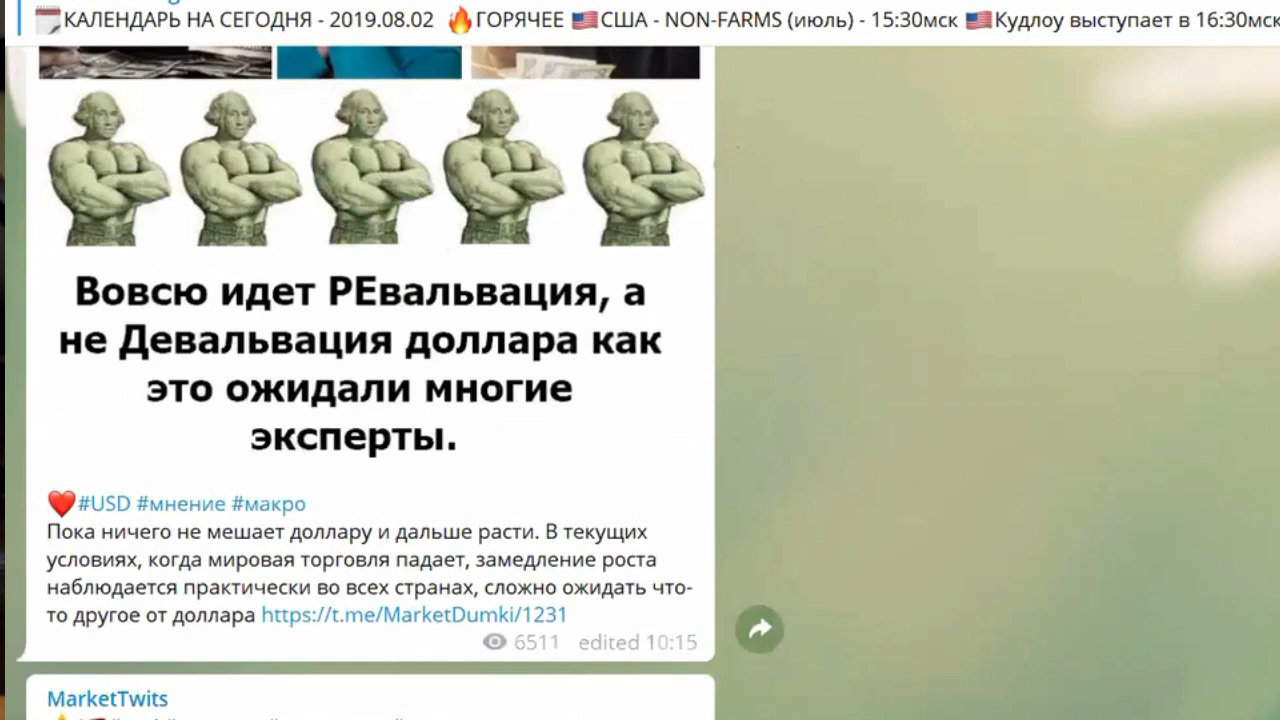 КАЛЕНДАРЬ НА СЕГОДНЯ - 2019.08.02 🔥ГОРЯЧЕЕ 🇺🇸США - NON-FARMS (июль) - 15:30мск 🇺🇸Кудлоу выступает в 16:30мск
Вовсю идет РЕвальвация, а
не Девальвация доллара как
это ожидали многие
эксперты.
❤️#USD #мнение #макро
Пока ничего не мешает доллару и дальше расти. В текущих
условиях, когда мировая торговля падает, замедление роста
наблюдается практически во всех странах, сложно ожидать что-
то другое от доллара https://t.me/MarketDumki/1231
6511 edited 10:15
MarketTwits